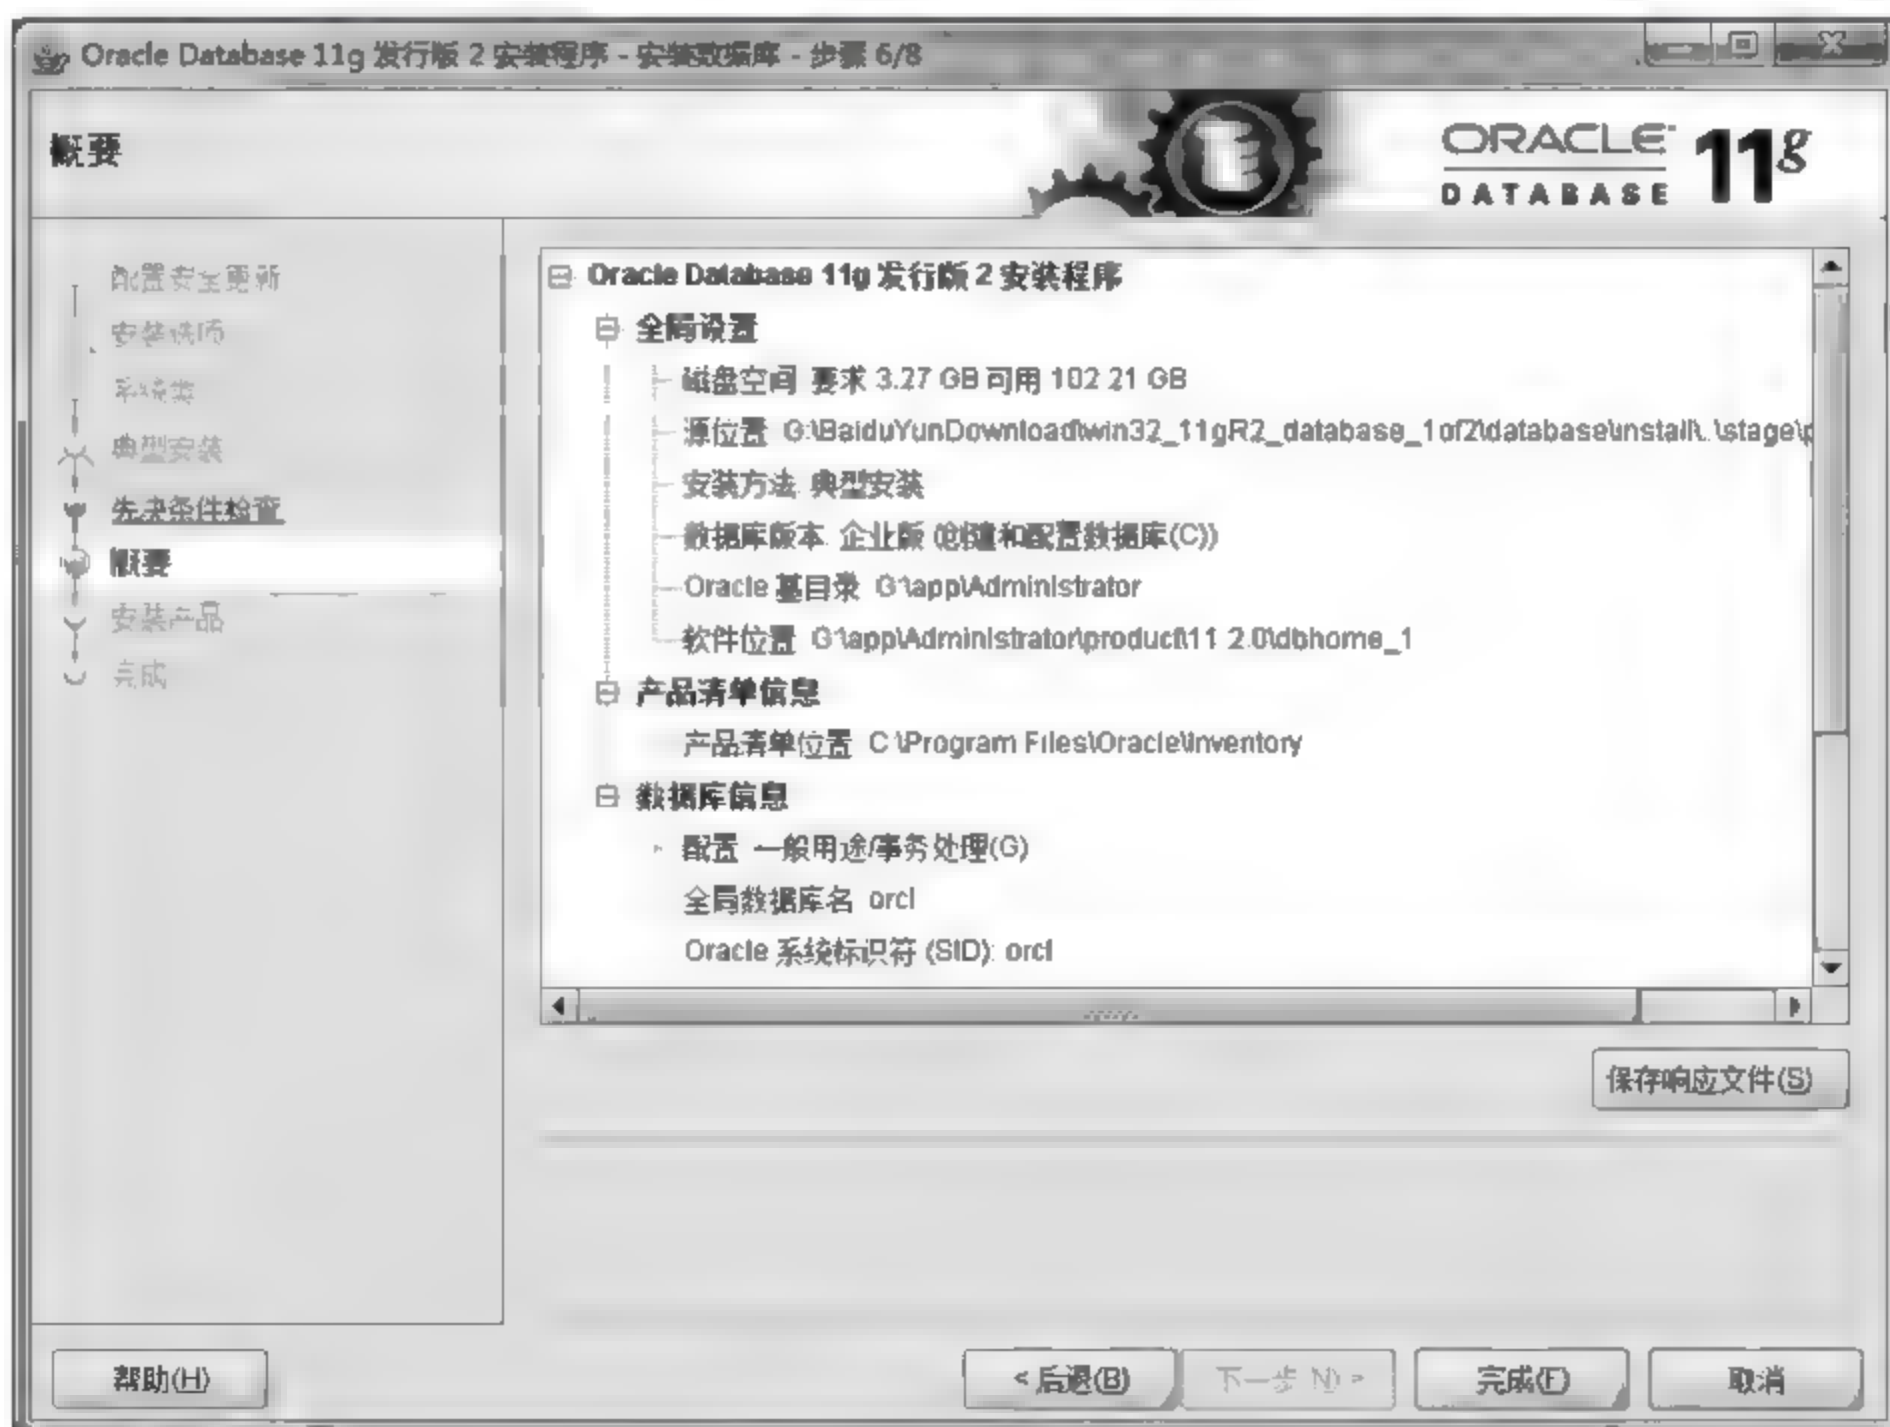 Oracle Database 11g 发行版 2 安装程序 - 安装数据库 - 步骤 6/8
概要
ORACLE
DATABASE
11g
配置安全更新
安装选项
系统类
典型安装
先决条件检查
概要
安装产品
完成
Oracle Database 11g 发行版 2 安装程序
全局设置
磁盘空间 要求 3.27 GB 可用 102 21 GB
源位置 G:\BaiduYunDownload\win32_11gR2_database_1of2\database\install\..\stage\p
安装方法 典型安装
数据库版本 企业版 (创建和配置数据库(C))
Oracle 基目录 G:\app\Administrator
软件位置 G:\app\Administrator\product\11 2.0\dbhome_1
产品清单信息
产品清单位置 C:\Program Files\Oracle\Inventory
数据库信息
配置 一般用途/事务处理(G)
全局数据库名 orcl
Oracle 系统标识符 (SID): orcl
保存响应文件(S)
帮助(H)
< 后退(B)
下一步(N) >
完成(F)
取消